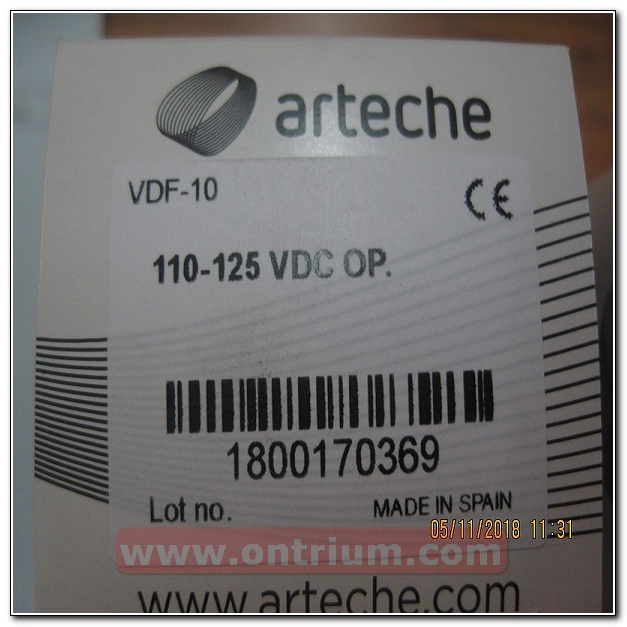 arteche
VDF-10
CE
110-125 VDC OP.
1800170369
Lot no.
MADE IN SPAIN
05/11/2018 11:31
www.ontrium.com
www.arteche.com